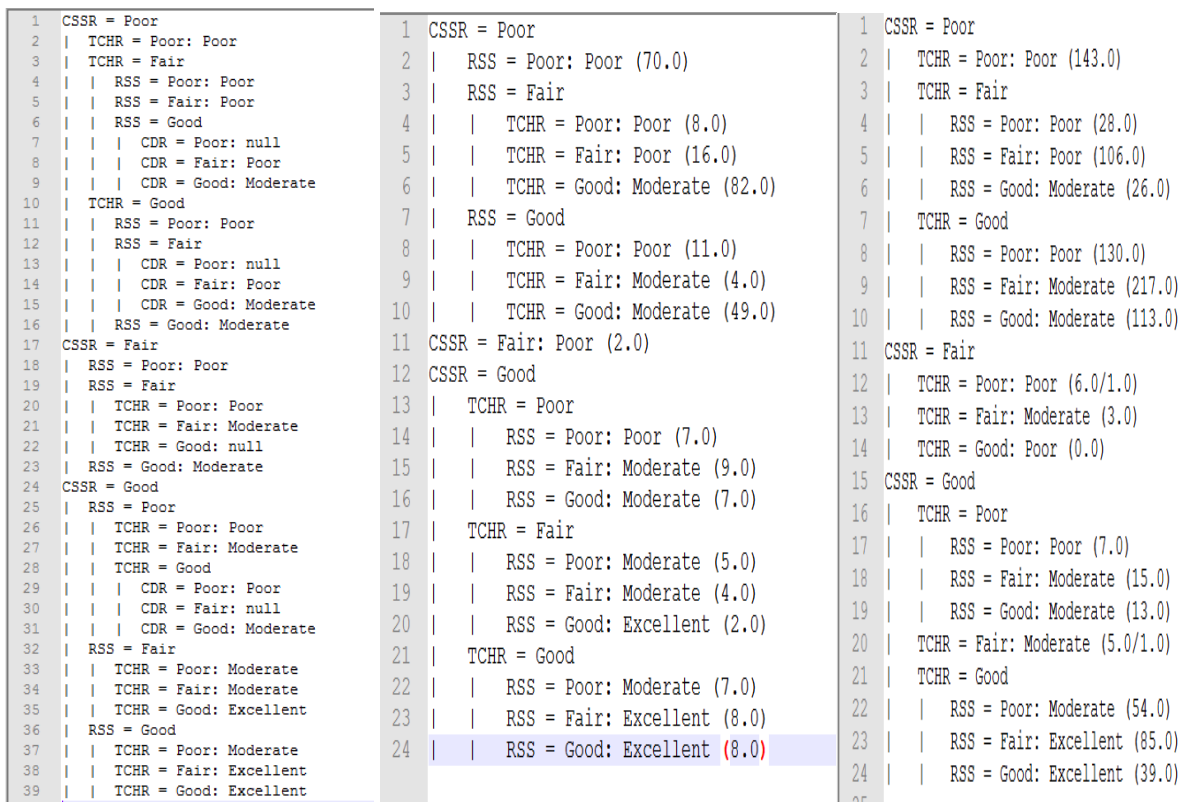 1 CSSR = Poor
2 | TCHR = Poor: Poor
3 | TCHR = Fair
4 | | RSS = Poor: Poor
5 | | RSS = Fair: Poor
6 | | RSS = Good
7 | | | CDR = Poor: null
8 | | | CDR = Fair: Poor
9 | | | CDR = Good: Moderate
10 | TCHR = Good
11 | | RSS = Poor: Poor
12 | | RSS = Fair
13 | | | CDR = Poor: null
14 | | | CDR = Fair: Poor
15 | | | CDR = Good: Moderate
16 | | RSS = Good: Moderate
17 CSSR = Fair
18 | RSS = Poor: Poor
19 | RSS = Fair
20 | | TCHR = Poor: Poor
21 | | TCHR = Fair: Moderate
22 | | TCHR = Good: null
23 | RSS = Good: Moderate
24 CSSR = Good
25 | RSS = Poor
26 | | TCHR = Poor: Poor
27 | | TCHR = Fair: Moderate
28 | | TCHR = Good
29 | | | CDR = Poor: Poor
30 | | | CDR = Fair: null
31 | | | CDR = Good: Moderate
32 | RSS = Fair
33 | | TCHR = Poor: Moderate
34 | | TCHR = Fair: Moderate
35 | | TCHR = Good: Excellent
36 | RSS = Good
37 | | TCHR = Poor: Moderate
38 | | TCHR = Fair: Excellent
39 | | TCHR = Good: Excellent
1 CSSR = Poor
2 | RSS = Poor: Poor (70.0)
3 | RSS = Fair
4 | | TCHR = Poor: Poor (8.0)
5 | | TCHR = Fair: Poor (16.0)
6 | | TCHR = Good: Moderate (82.0)
7 | RSS = Good
8 | | TCHR = Poor: Poor (11.0)
9 | | TCHR = Fair: Moderate (4.0)
10 | | TCHR = Good: Moderate (49.0)
11 CSSR = Fair: Poor (2.0)
12 CSSR = Good
13 | TCHR = Poor
14 | | RSS = Poor: Poor (7.0)
15 | | RSS = Fair: Moderate (9.0)
16 | | RSS = Good: Moderate (7.0)
17 | TCHR = Fair
18 | | RSS = Poor: Moderate (5.0)
19 | | RSS = Fair: Moderate (4.0)
20 | | RSS = Good: Excellent (2.0)
21 | TCHR = Good
22 | | RSS = Poor: Moderate (7.0)
23 | | RSS = Fair: Excellent (8.0)
24 | | RSS = Good: Excellent (8.0)
1 CSSR = Poor
2 | TCHR = Poor: Poor (143.0)
3 | TCHR = Fair
4 | | RSS = Poor: Poor (28.0)
5 | | RSS = Fair: Poor (106.0)
6 | | RSS = Good: Moderate (26.0)
7 | TCHR = Good
8 | | RSS = Poor: Poor (130.0)
9 | | RSS = Fair: Moderate (217.0)
10 | | RSS = Good: Moderate (113.0)
11 CSSR = Fair
12 | TCHR = Poor: Poor (6.0/1.0)
13 | TCHR = Fair: Moderate (3.0)
14 | TCHR = Good: Poor (0.0)
15 CSSR = Good
16 | TCHR = Poor
17 | | RSS = Poor: Poor (7.0)
18 | | RSS = Fair: Moderate (15.0)
19 | | RSS = Good: Moderate (13.0)
20 | TCHR = Fair: Moderate (5.0/1.0)
21 | TCHR = Good
22 | | RSS = Poor: Moderate (54.0)
23 | | RSS = Fair: Excellent (85.0)
24 | | RSS = Good: Excellent (39.0)